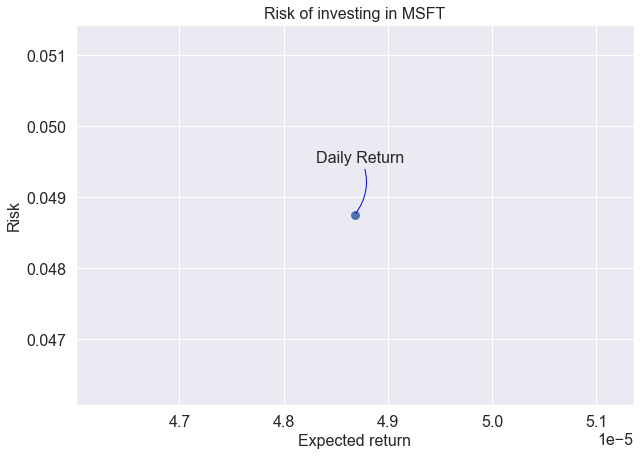 Risk of investing in MSFT
0.051
0.050
Daily Return
0.049
0.048
0.047
Risk
4.7 4.8 4.9 5.0 5.1
1e−5
Expected return